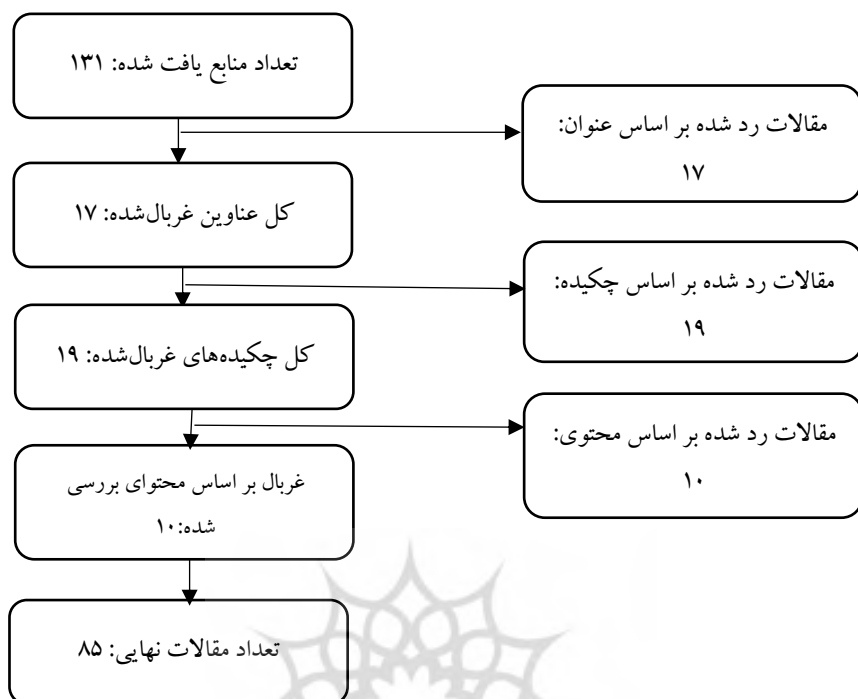 تعداد منابع یافت شده: ۱۳۱
مقالات رد شده بر اساس عنوان:
۱۷
کل عناوین غربال‌شده: ۱۷
مقالات رد شده بر اساس چکیده:
۱۹
کل چکیده‌های غربال‌شده: ۱۹
مقالات رد شده بر اساس محتوی:
۱۰
غربال بر اساس محتوای بررسی
شده:۱۰
تعداد مقالات نهایی: ۸۵